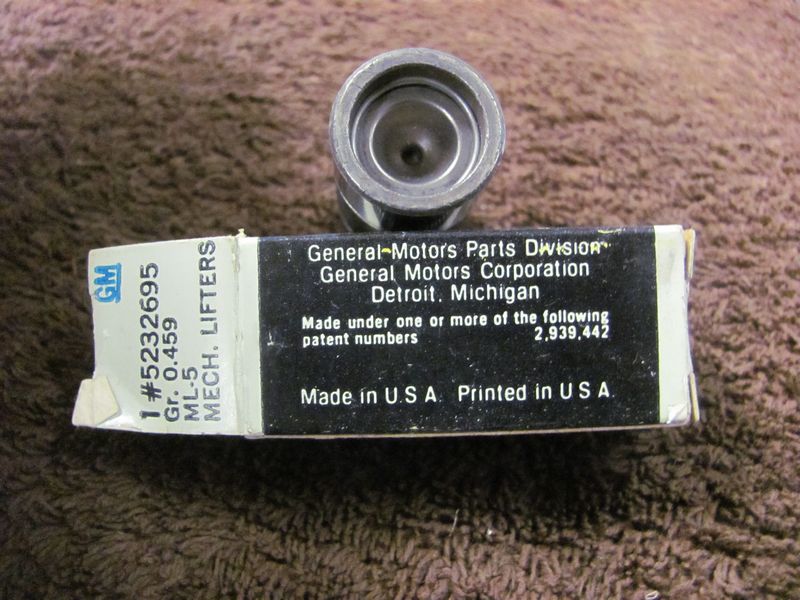 GM
1 #5232695
Gr. 0.459
ML-5
MECH. LIFTERS
General Motors Parts Division
General Motors Corporation
Detroit, Michigan
Made under one or more of the following
patent numbers 2,939,442
Made in U.S.A. Printed in U S A